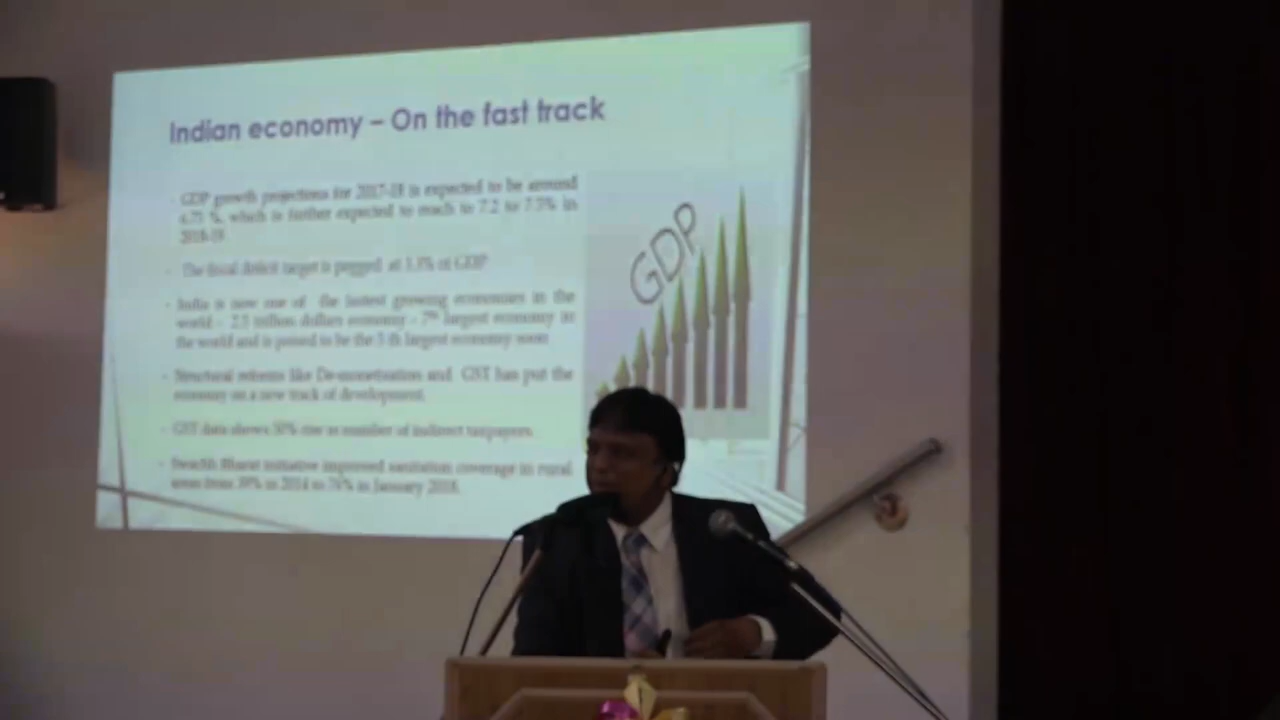 Indian economy – On the fast track
GDP growth projections for 2017-18 is expected to be around
6.75 %, which is further expected to reach to 7.2 to 7.5% in
2018-19
The fiscal deficit target is pegged at 3.3% of GDP
India is now one of the fastest growing economies in the
world - 2.5 trillion dollars economy - 7th largest economy in
the world and is poised to be the 5 th largest economy soon
Structural reforms like De-monetisation and GST has put the
economy on a new track of development.
GST data shows 50% rise in number of indirect taxpayers.
Swachh Bharat initiative improved sanitation coverage in rural
areas from 39% in 2014 to 76% in January 2018.
GDP